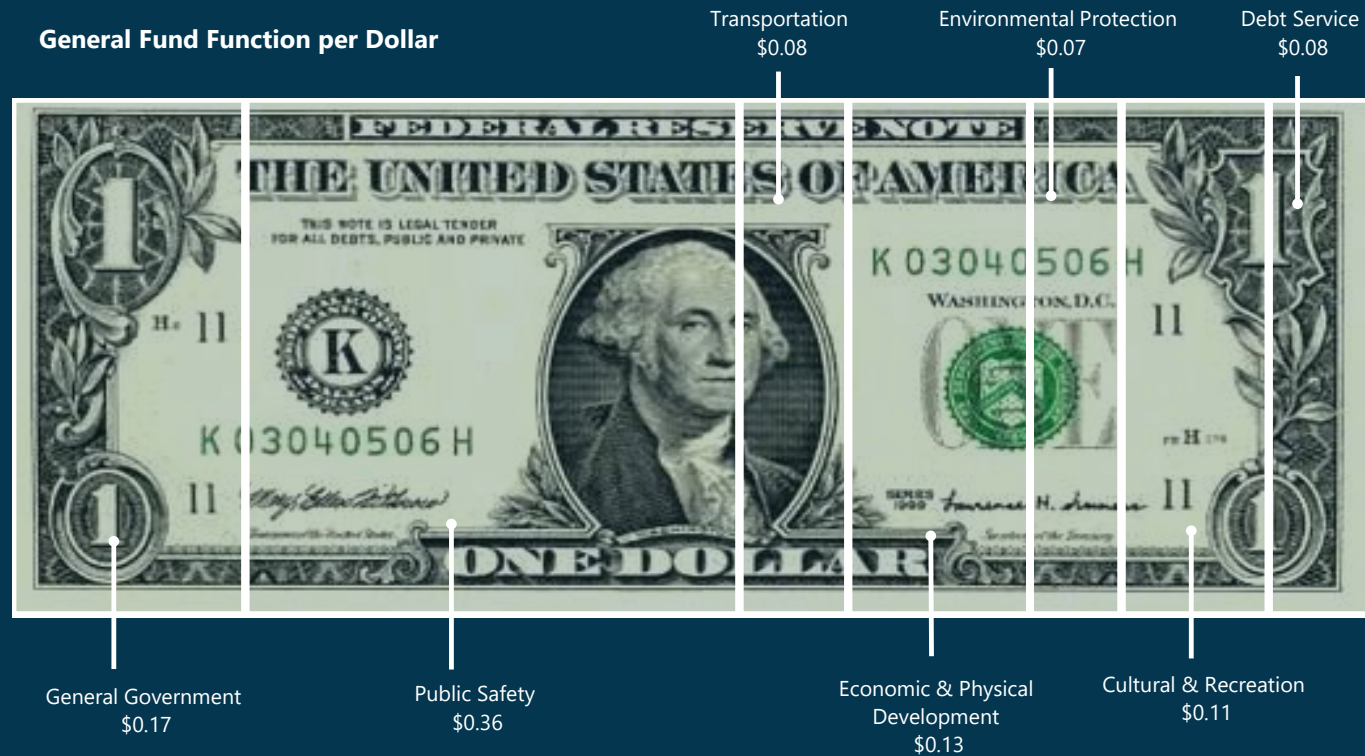 General Fund Function per Dollar
Transportation
$0.08
Environmental Protection
$0.07
Debt Service
$0.08
FEDERAL RESERVE NOTE
THE UNITED STATES OF AMERICA
THIS NOTE IS LEGAL TENDER
FOR ALL DEBTS, PUBLIC AND PRIVATE
K 03040506 H
WASHINGTON, D.C.
1
1
H
11
11
K
ONE
K 03040506 H
H
11
11
SERIES
1999
1
1
ONE DOLLAR
General Government
$0.17
Public Safety
$0.36
Economic & Physical
Development
$0.13
Cultural & Recreation
$0.11